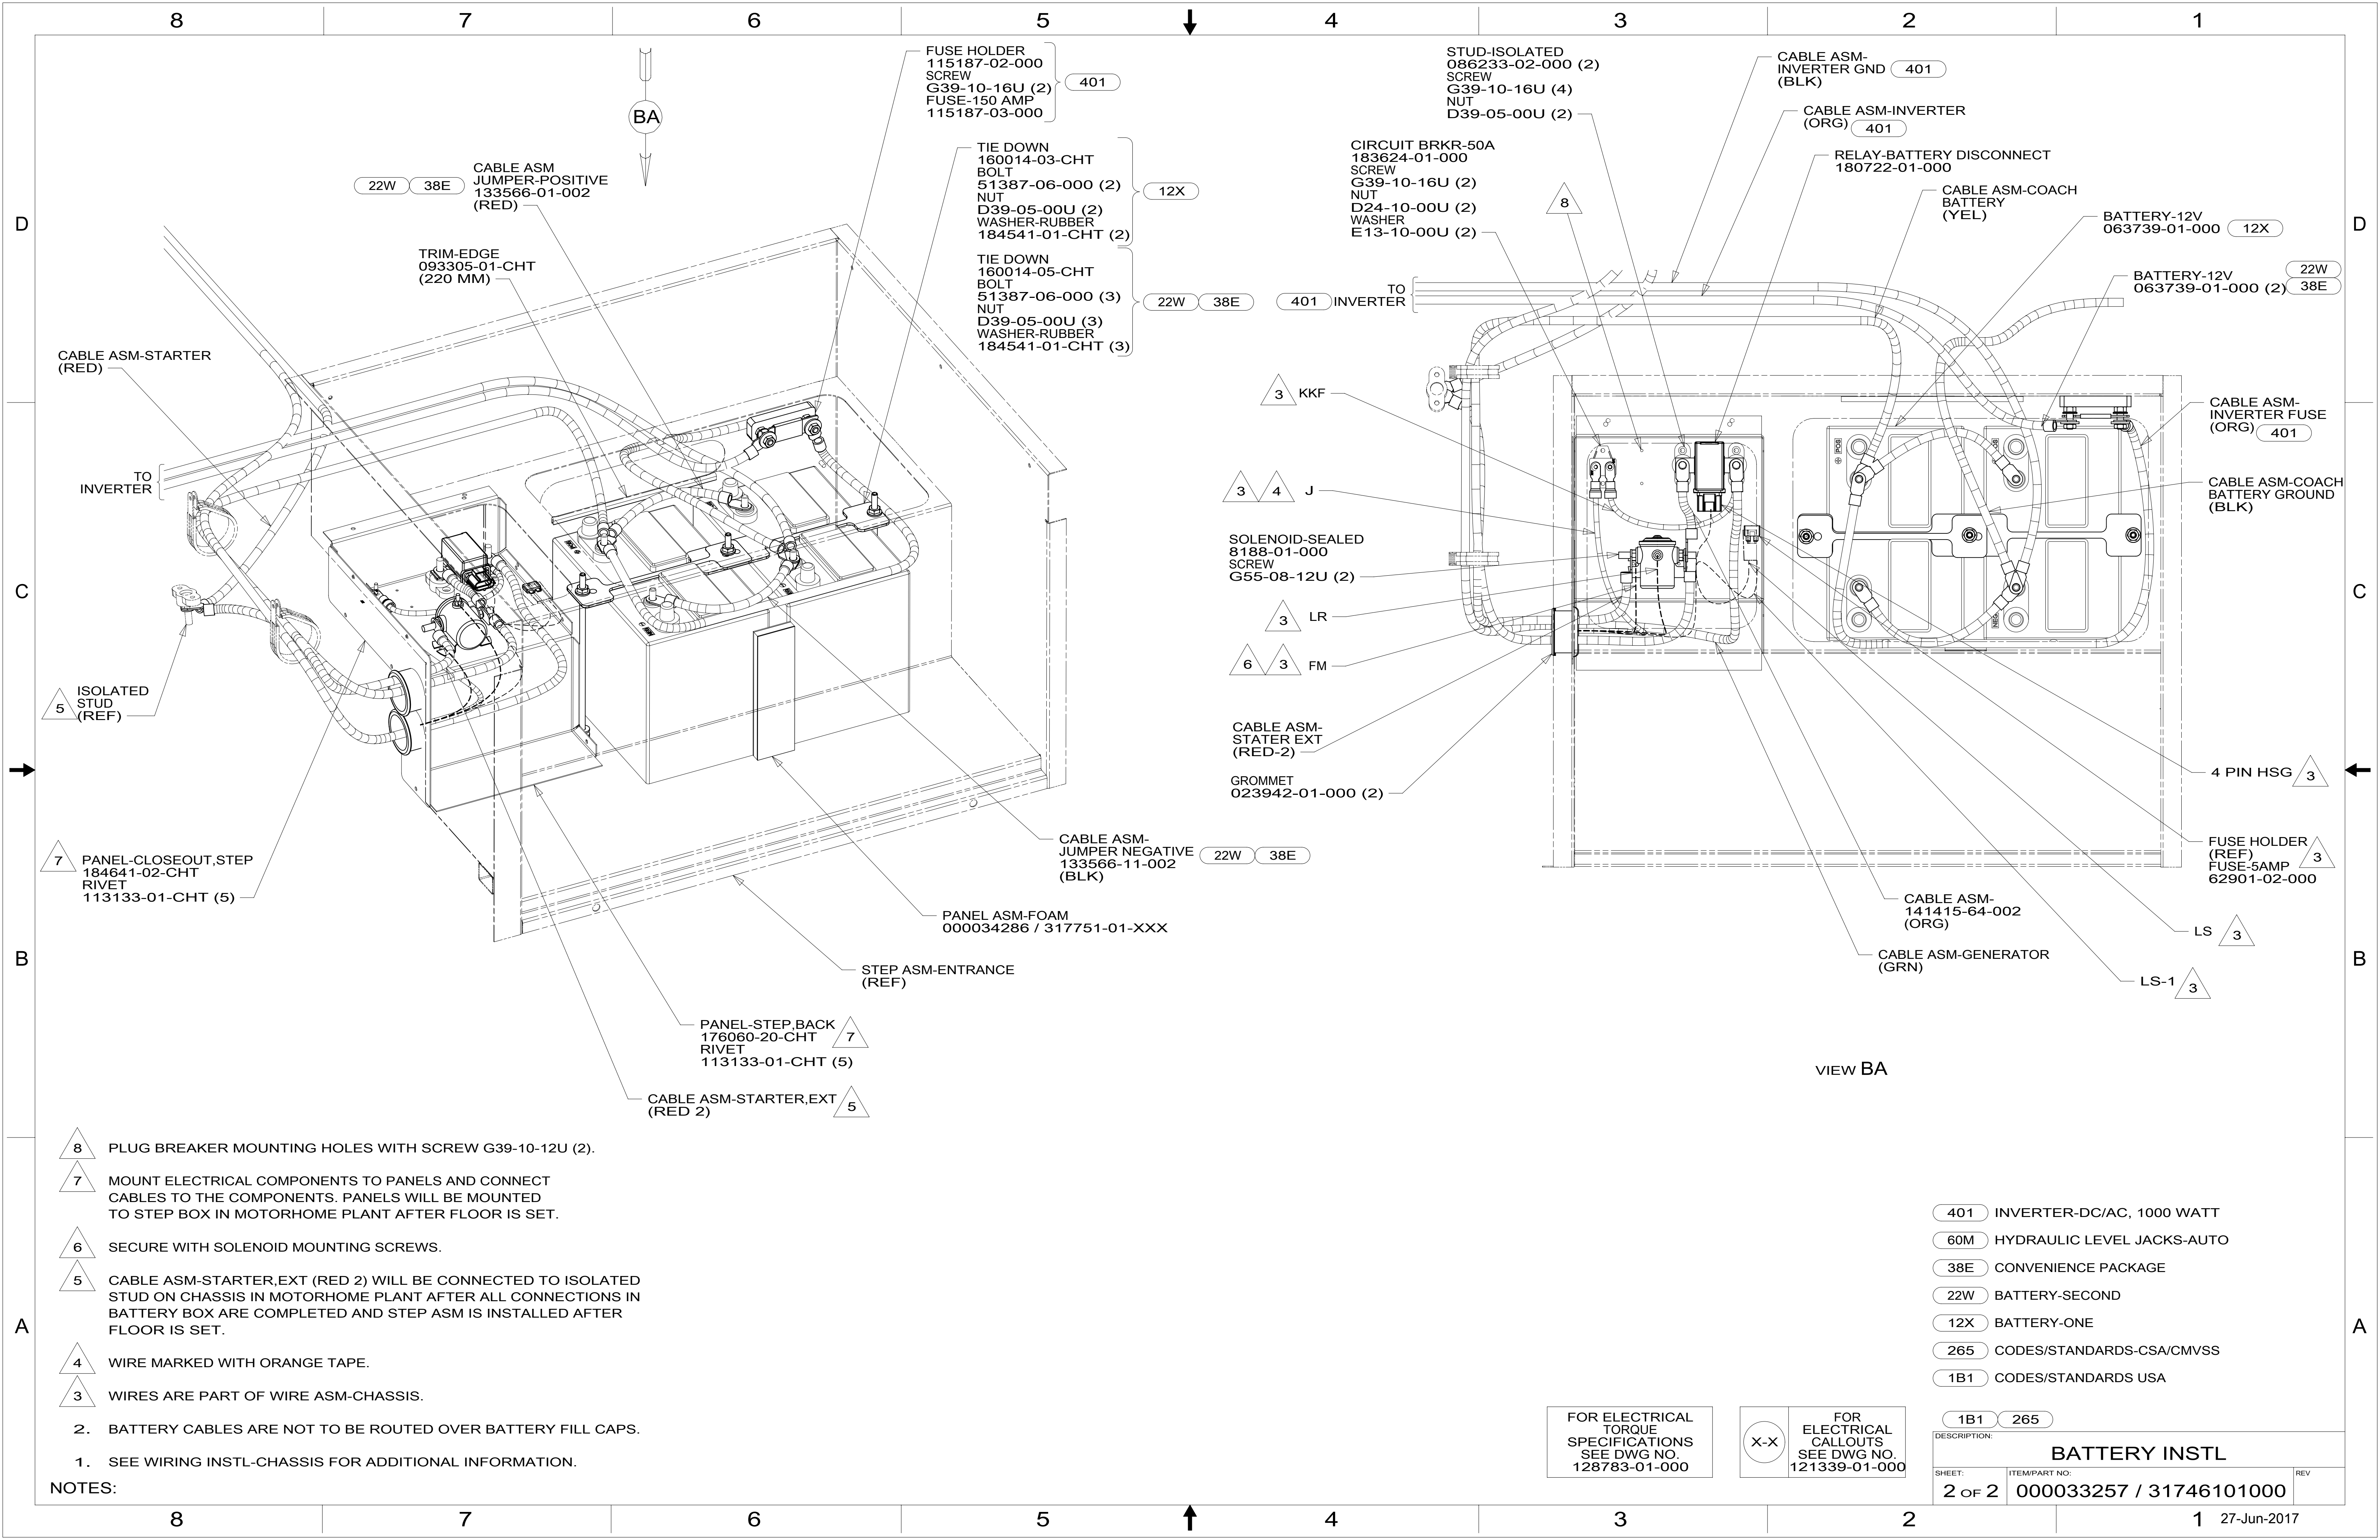 8 7 6 5 4 3 2 1
D
C
B
A
D
C
B
A
BA
FUSE HOLDER
115187-02-000
SCREW
G39-10-16U (2)
FUSE-150 AMP
115187-03-000
401
TIE DOWN
160014-03-CHT
BOLT
51387-06-000 (2)
NUT
D39-05-00U (2)
WASHER-RUBBER
184541-01-CHT (2)
12X
TIE DOWN
160014-05-CHT
BOLT
51387-06-000 (3)
NUT
D39-05-00U (3)
WASHER-RUBBER
184541-01-CHT (3)
22W 38E
22W 38E
CABLE ASM
JUMPER-POSITIVE
133566-01-002
(RED)
TRIM-EDGE
093305-01-CHT
(220 MM)
CABLE ASM-STARTER
(RED)
TO
INVERTER
5
ISOLATED
STUD
(REF)
7
PANEL-CLOSEOUT,STEP
184641-02-CHT
RIVET
113133-01-CHT (5)
CABLE ASM-
JUMPER NEGATIVE
133566-11-002
(BLK)
22W 38E
PANEL ASM-FOAM
000034286 / 317751-01-XXX
STEP ASM-ENTRANCE
(REF)
PANEL-STEP,BACK
176060-20-CHT
RIVET
113133-01-CHT (5)
7
CABLE ASM-STARTER,EXT
(RED 2)
5
STUD-ISOLATED
086233-02-000 (2)
SCREW
G39-10-16U (4)
NUT
D39-05-00U (2)
CIRCUIT BRKR-50A
183624-01-000
SCREW
G39-10-16U (2)
NUT
D24-10-00U (2)
WASHER
E13-10-00U (2)
8
CABLE ASM-
INVERTER GND
(BLK)
401
CABLE ASM-INVERTER
(ORG)
401
RELAY-BATTERY DISCONNECT
180722-01-000
CABLE ASM-COACH
BATTERY
(YEL)
BATTERY-12V
063739-01-000
12X
BATTERY-12V
063739-01-000 (2)
22W
38E
401
TO
INVERTER
3 KKF
3 4 J
SOLENOID-SEALED
8188-01-000
SCREW
G55-08-12U (2)
3 LR
6 3 FM
CABLE ASM-
STATER EXT
(RED-2)
GROMMET
023942-01-000 (2)
POS
POS
NEG
NEG
CABLE ASM-
INVERTER FUSE
(ORG)
401
CABLE ASM-COACH
BATTERY GROUND
(BLK)
4 PIN HSG 3
FUSE HOLDER
(REF)
FUSE-5AMP
62901-02-000
3
CABLE ASM-
141415-64-002
(ORG)
LS 3
CABLE ASM-GENERATOR
(GRN)
LS-1 3
VIEW BA
8 PLUG BREAKER MOUNTING HOLES WITH SCREW G39-10-12U (2).
7 MOUNT ELECTRICAL COMPONENTS TO PANELS AND CONNECT
CABLES TO THE COMPONENTS. PANELS WILL BE MOUNTED
TO STEP BOX IN MOTORHOME PLANT AFTER FLOOR IS SET.
6 SECURE WITH SOLENOID MOUNTING SCREWS.
5 CABLE ASM-STARTER,EXT (RED 2) WILL BE CONNECTED TO ISOLATED
STUD ON CHASSIS IN MOTORHOME PLANT AFTER ALL CONNECTIONS IN
BATTERY BOX ARE COMPLETED AND STEP ASM IS INSTALLED AFTER
FLOOR IS SET.
4 WIRE MARKED WITH ORANGE TAPE.
3 WIRES ARE PART OF WIRE ASM-CHASSIS.
2. BATTERY CABLES ARE NOT TO BE ROUTED OVER BATTERY FILL CAPS.
1. SEE WIRING INSTL-CHASSIS FOR ADDITIONAL INFORMATION.
NOTES:
401 INVERTER-DC/AC, 1000 WATT
60M HYDRAULIC LEVEL JACKS-AUTO
38E CONVENIENCE PACKAGE
22W BATTERY-SECOND
12X BATTERY-ONE
265 CODES/STANDARDS-CSA/CMVSS
1B1 CODES/STANDARDS USA
FOR ELECTRICAL
TORQUE
SPECIFICATIONS
SEE DWG NO.
128783-01-000
X-X
FOR
ELECTRICAL
CALLOUTS
SEE DWG NO.
121339-01-000
1B1 265
DESCRIPTION:
BATTERY INSTL
SHEET:
2 OF 2
ITEM/PART NO:
000033257 / 31746101000
REV
8 7 6 5 4 3 2 1
27-Jun-2017